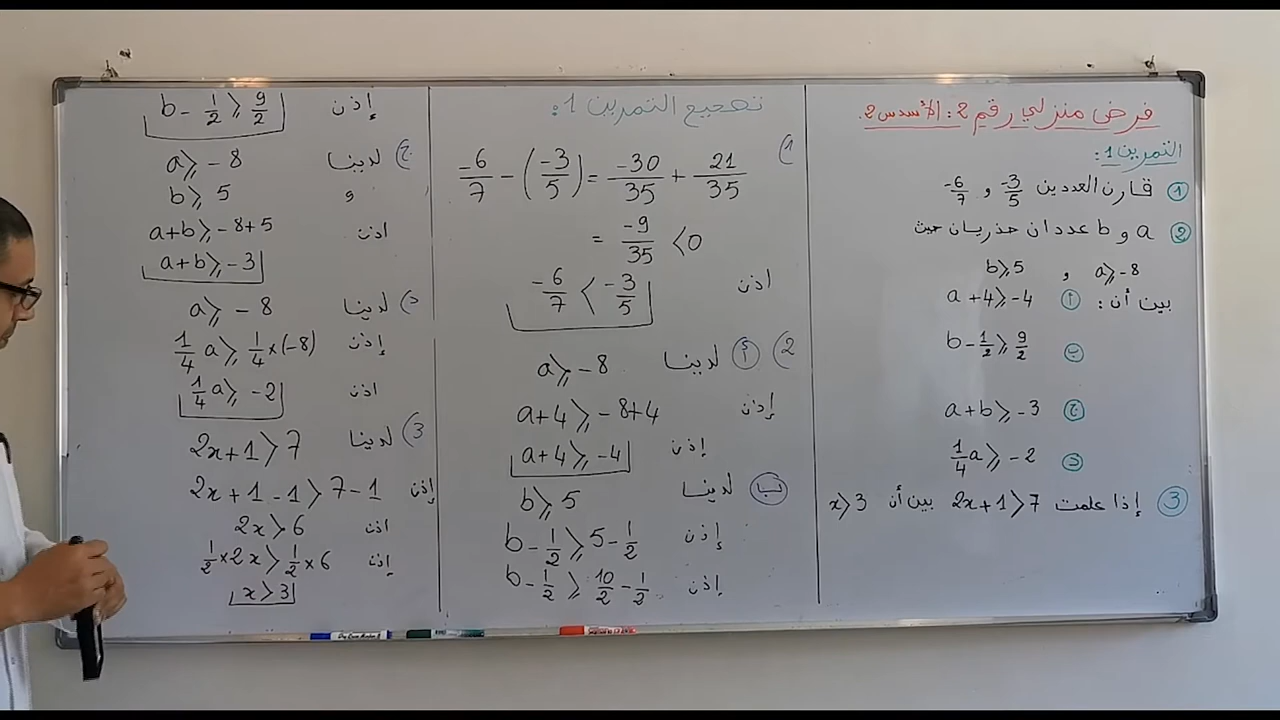 فرض منزلي رقم 2 : الأسدس 2.
التمرين 1 :
① قارن العددين -3/5 و -6/7
② a و b عددان جذريان حيث
a ⩾ -8 و b ⩾ 5
بين أن : أ a + 4 ⩾ -4
ب b - 1/2 ⩾ 9/2
ج a + b ⩾ -3
د 1/4 a ⩾ -2
③ إذا علمت 2x + 1 > 7 بين أن x > 3
تصحيح التمرين 1 :
1) -6/7 - (-3/5) = -30/35 + 21/35
= -9/35 < 0
اذن -6/7 < -3/5
2) أ لدينا a ⩾ -8
إذن a + 4 ⩾ -8 + 4
إذن a + 4 ⩾ -4
ب لدينا b ⩾ 5
إذن b - 1/2 ⩾ 5 - 1/2
إذن b - 1/2 ⩾ 10/2 - 1/2
إذن b - 1/2 ⩾ 9/2
ج) لدينا a ⩾ -8
و b ⩾ 5
اذن a + b ⩾ -8 + 5
a + b ⩾ -3
د) لدينا a ⩾ -8
إذن 1/4 a ⩾ 1/4 × (-8)
اذن 1/4 a ⩾ -2
3) لدينا 2x + 1 > 7
إذن 2x + 1 - 1 > 7 - 1
اذن 2x > 6
إذن 1/2 × 2x > 1/2 × 6
x > 3